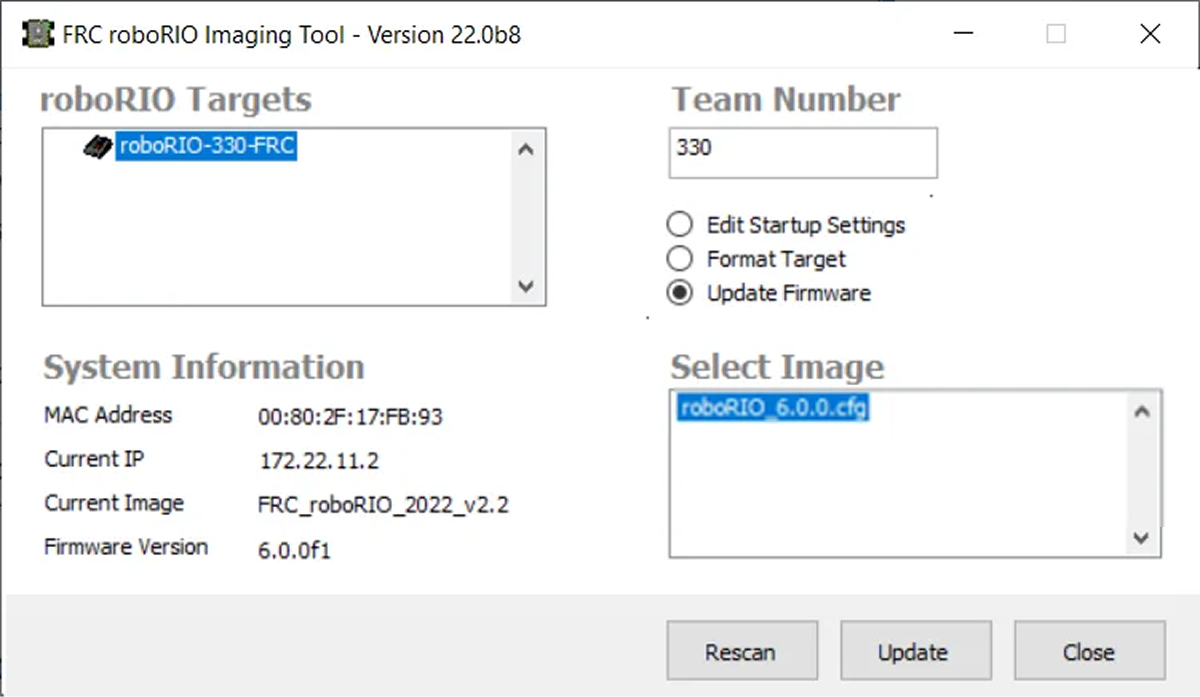 FRC roboRIO Imaging Tool - Version 22.0b8
roboRIO Targets
roboRIO-330-FRC
Team Number
330
Edit Startup Settings
Format Target
Update Firmware
System Information
MAC Address 00:80:2F:17:FB:93
Current IP 172.22.11.2
Current Image FRC_roboRIO_2022_v2.2
Firmware Version 6.0.0f1
Select Image
roboRIO_6.0.0.cfg
Rescan
Update
Close